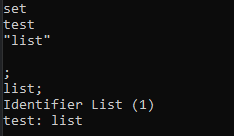 set
test
"list"
;
list;
Identifier List (1)
test: list